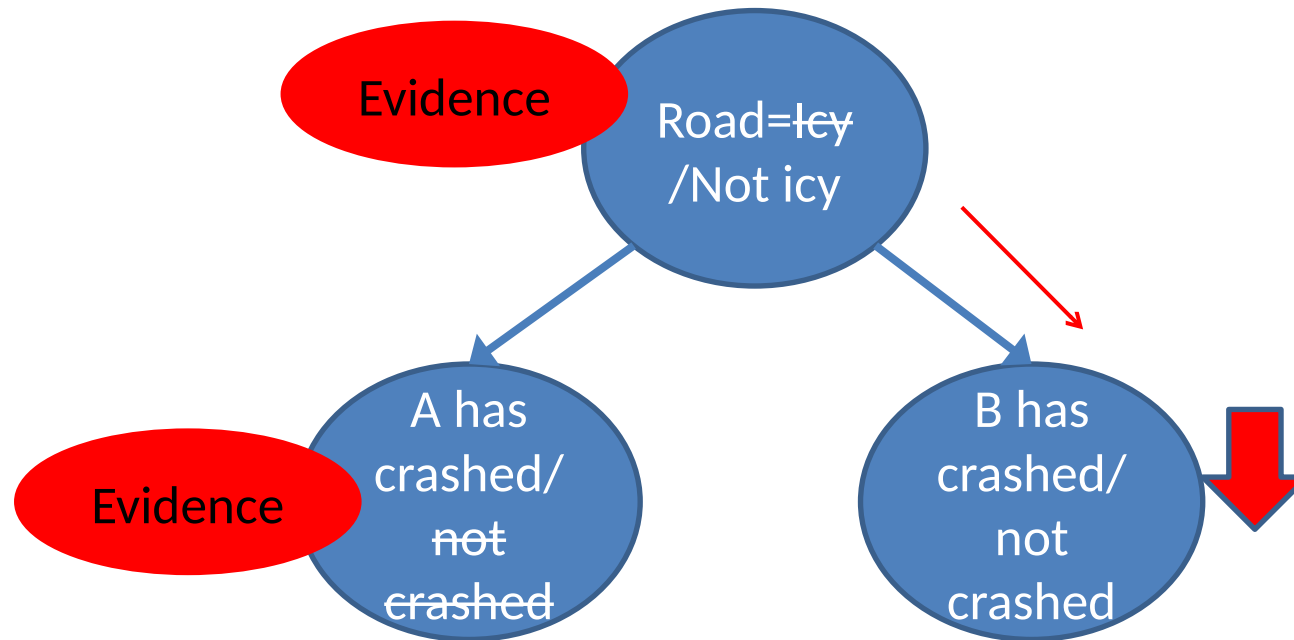 Evidence
Road=Icy
/Not icy
A has
crashed/
not
crashed
Evidence
B has
crashed/
not
crashed